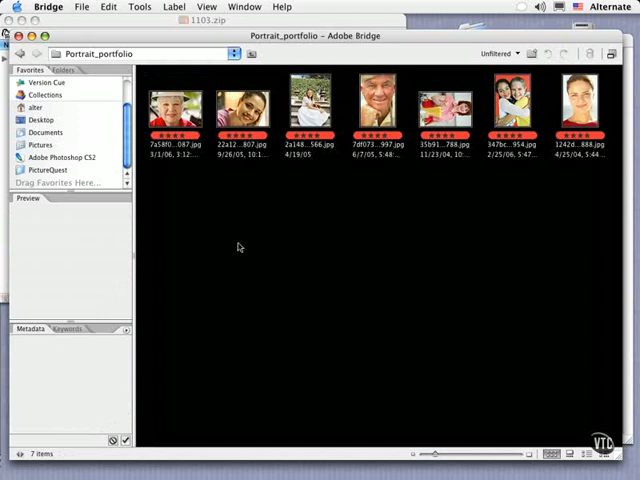 Bridge File Edit Tools Label View Window Help Alternate
1103.zip
Portrait_portfolio – Adobe Bridge
Portrait_portfolio Unfiltered
Favorites Folders
Version Cue
Collections
alter
Desktop
Documents
Pictures
Adobe Photoshop CS2
PictureQuest
Drag Favorites Here...
7a58f0...087.jpg 22a12...807.jpg 2a148...566.jpg 7df073...997.jpg 35b91...788.jpg 347bc...954.jpg 1242d...888.jpg
3/1/06, 3:12:... 9/26/05, 10:1... 4/19/05 6/7/05, 5:48:... 11/23/04, 10:... 2/25/06, 6:47:... 4/25/04, 5:44...
Preview
Metadata Keywords
7 items
VTC